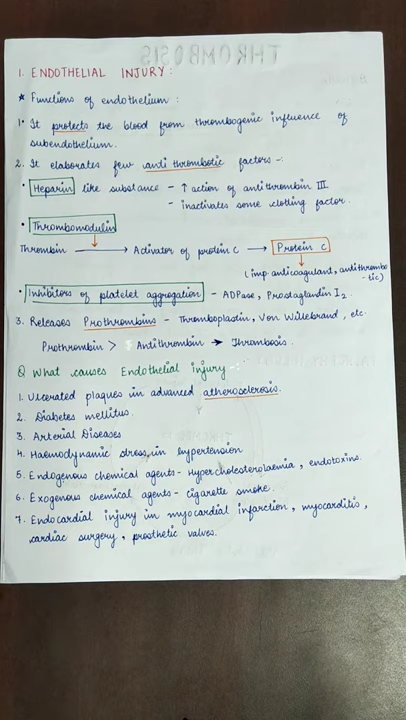 THROMBOSIS
1. ENDOTHELIAL INJURY:
★ Functions of endothelium :
1. It protects the blood from thrombogenic influence of
subendothelium.
2. It elaborates few anti thrombotic factors -:
• Heparin like substance - ↑ action of antithrombin III
- inactivates some clotting factor.
• Thrombomodulin
Thrombin → Activator of protein C → Protein C
(imp. anticoagulant, antithrombo
-tic)
• Inhibitors of platelet aggregation - ADPase, Prostaglandin I2.
3. Releases Prothrombins - Thromboplastin, Von Willebrand, etc.
Prothrombin > Antithrombin → Thrombosis.
Q What causes Endothelial injury
1. Ulcerated plaques in advanced atherosclerosis.
2. Diabetes mellitus.
3. Arterial Diseases
4. Haemodynamic stress in hypertension
5. Endogenous chemical agents - Hypercholesterolaemia, endotoxins.
6. Exogenous chemical agents - cigarette smoke.
7. Endocardial injury in myocardial infarction, myocarditis,
cardiac surgery, prosthetic valves.